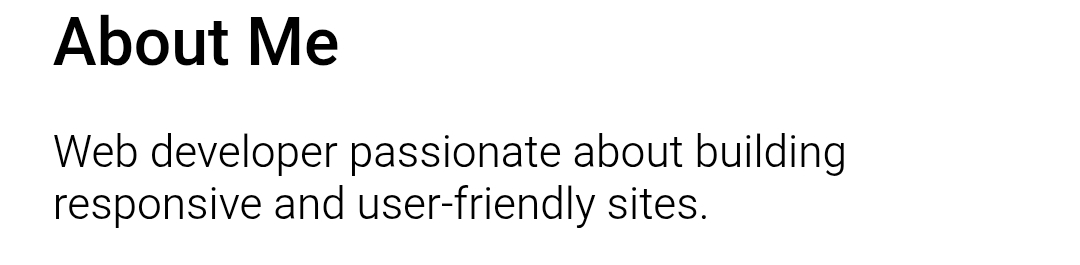 About Me
Web developer passionate about building
responsive and user-friendly sites.